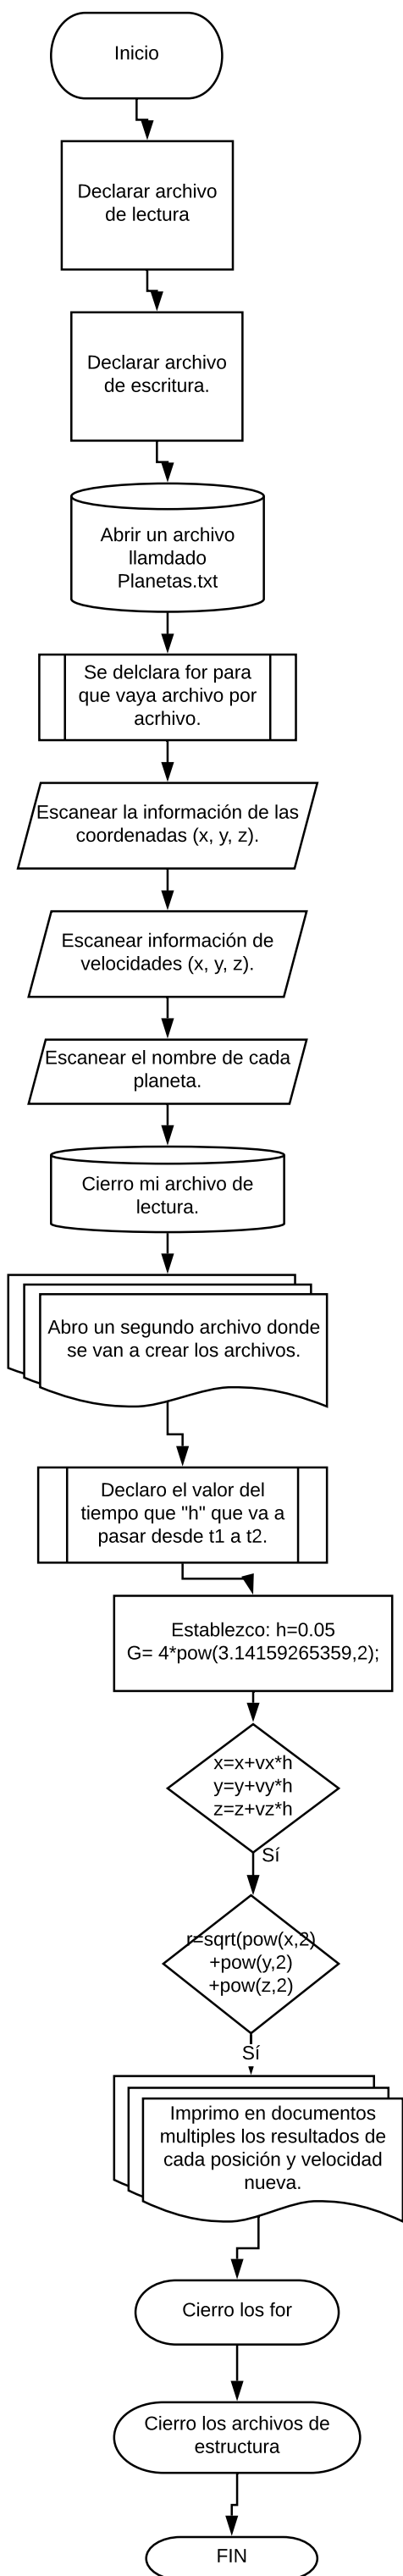 Inicio
Declarar archivo
de lectura
Declarar archivo
de escritura.
Abrir un archivo
llamdado
Planetas.txt
Se delclara for para
que vaya archivo por
acrhivo.
Escanear la información de las
coordenadas (x, y, z).
Escanear información de
velocidades (x, y, z).
Escanear el nombre de cada
planeta.
Cierro mi archivo de
lectura.
Abro un segundo archivo donde
se van a crear los archivos.
Declaro el valor del
tiempo que "h" que va a
pasar desde t1 a t2.
Establezco: h=0.05
G= 4*pow(3.14159265359,2);
x=x+vx*h
y=y+vy*h
z=z+vz*h
Sí
r=sqrt(pow(x,2)
+pow(y,2)
+pow(z,2)
Sí
Imprimo en documentos
multiples los resultados de
cada posición y velocidad
nueva.
Cierro los for
Cierro los archivos de
estructura
FIN